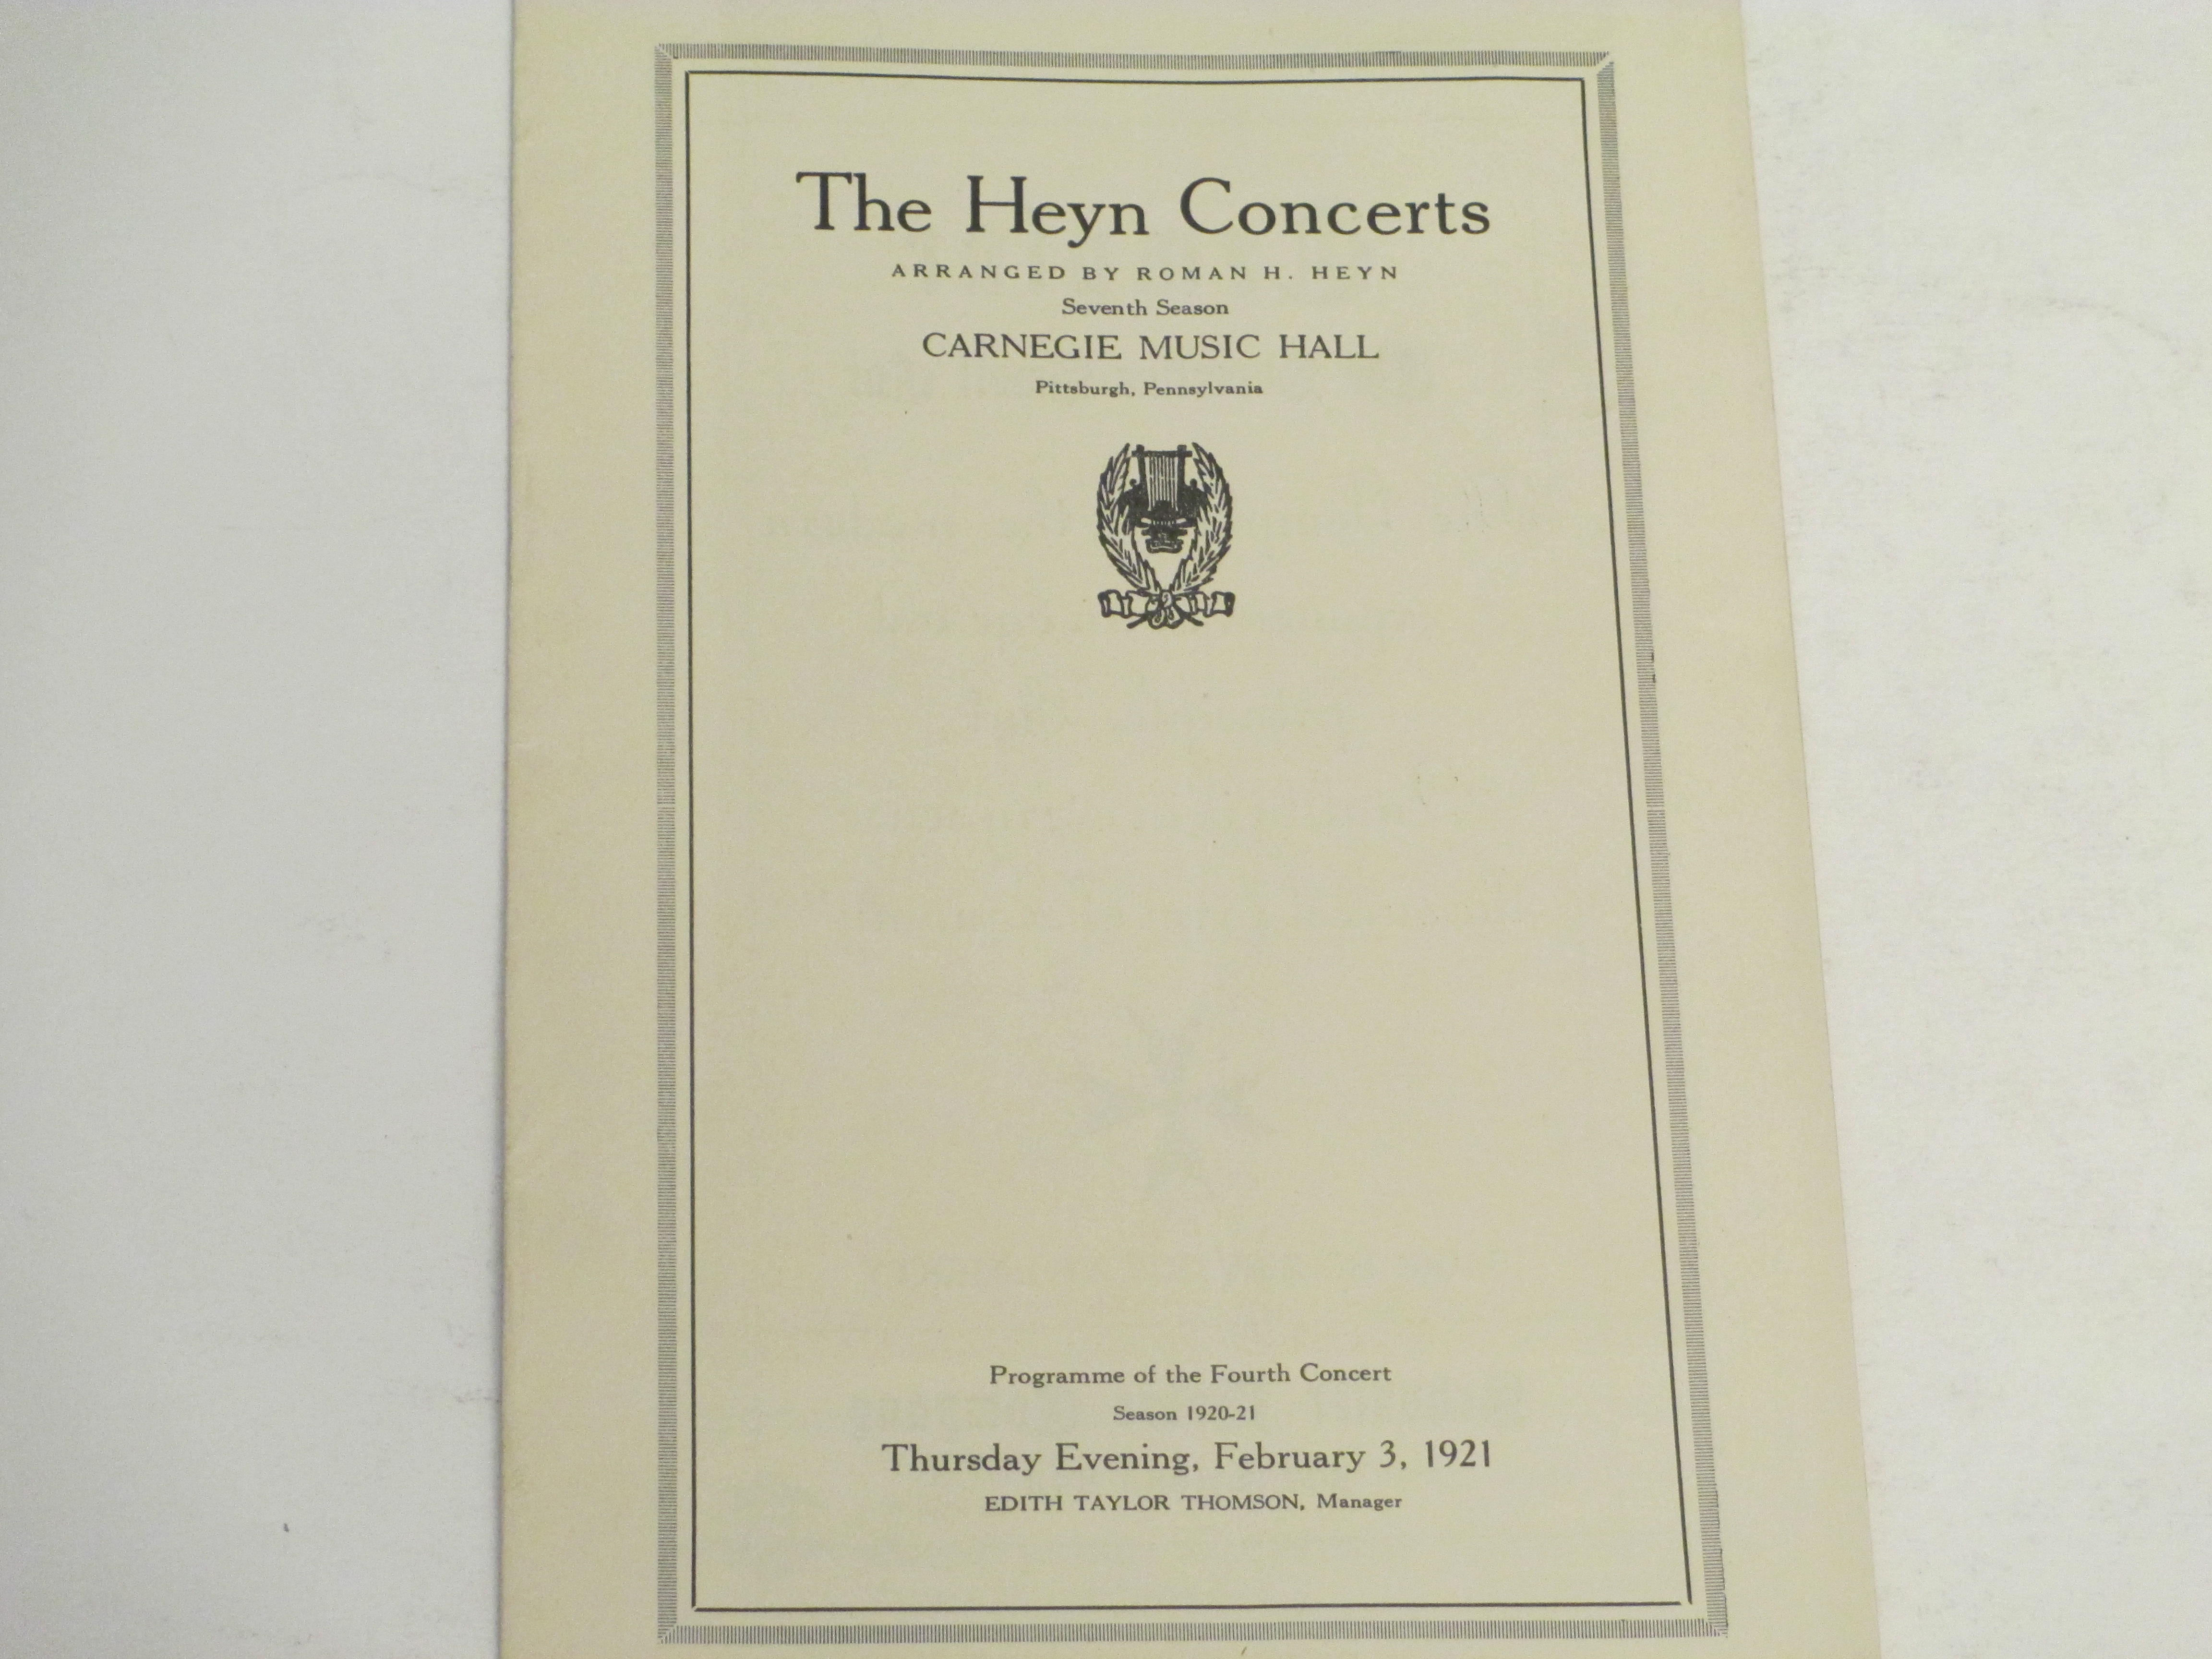 The Heyn Concerts
ARRANGED BY ROMAN H. HEYN
Seventh Season
CARNEGIE MUSIC HALL
Pittsburgh, Pennsylvania
Programme of the Fourth Concert
Season 1920-21
Thursday Evening, February 3, 1921
EDITH TAYLOR THOMSON, Manager